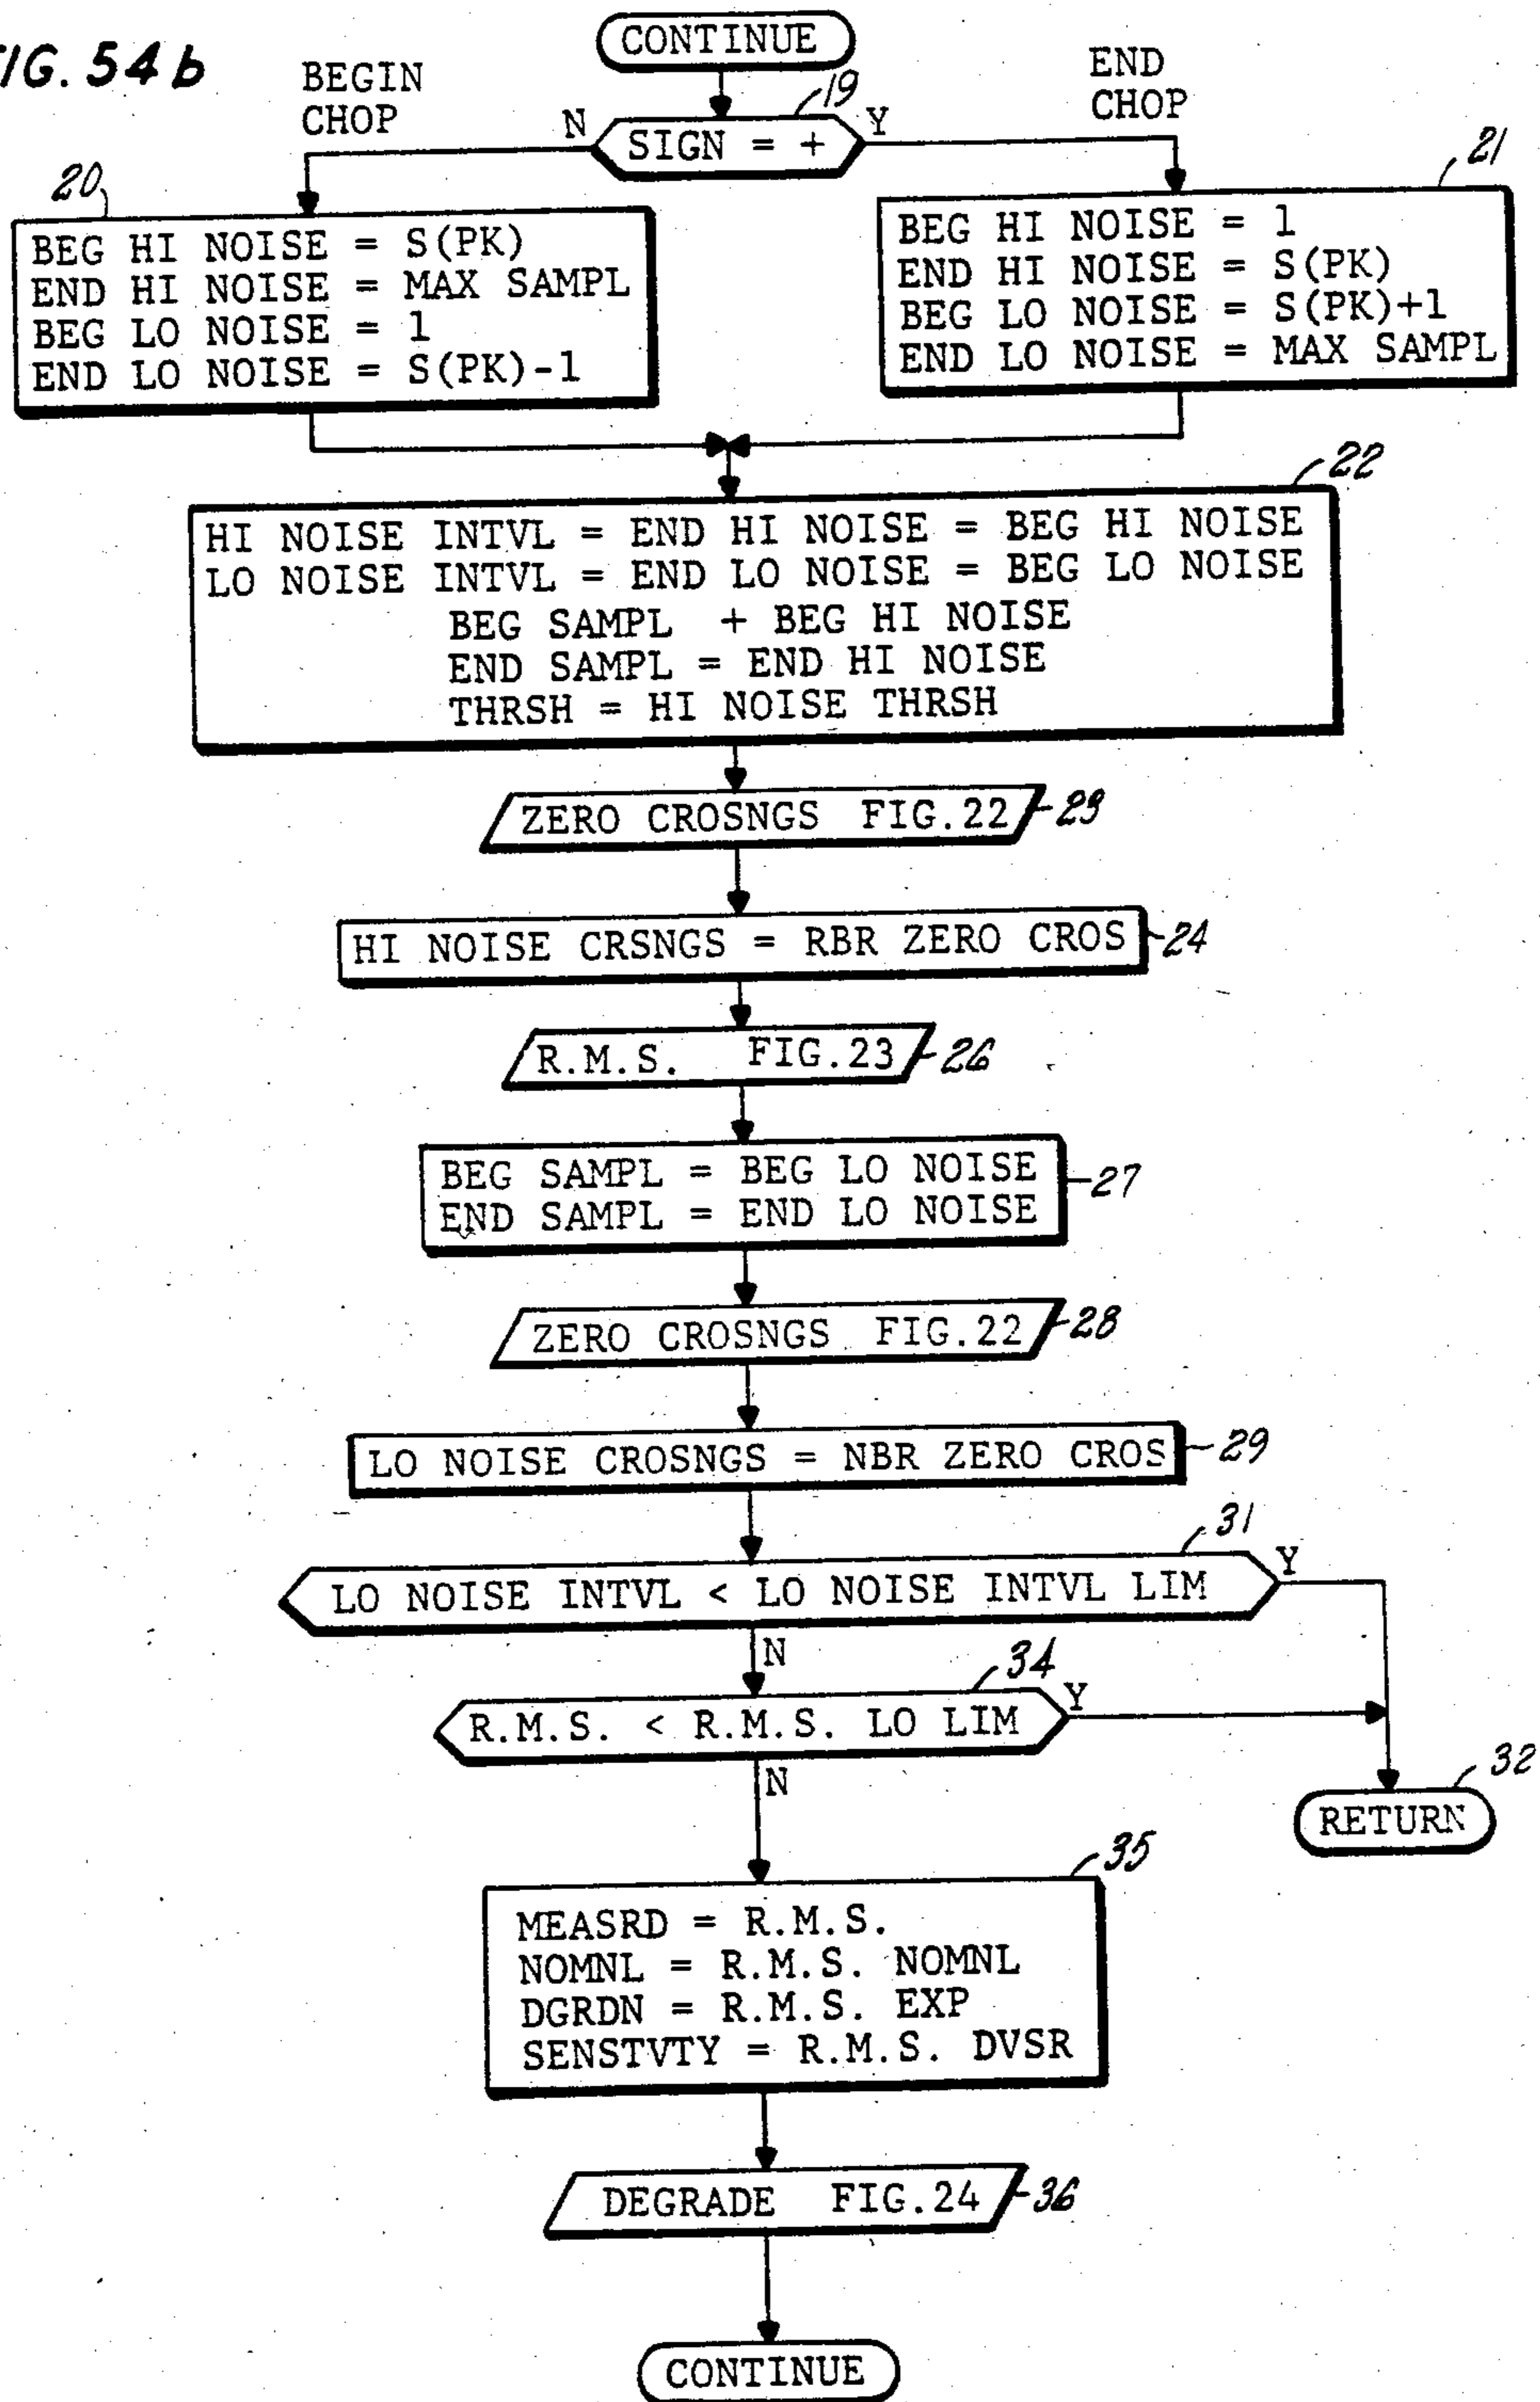 FIG. 54b
CONTINUE
BEGIN
CHOP
END
CHOP
19
N
SIGN = +
Y
20
BEG HI NOISE = S(PK)
END HI NOISE = MAX SAMPL
BEG LO NOISE = 1
END LO NOISE = S(PK)-1
21
BEG HI NOISE = 1
END HI NOISE = S(PK)
BEG LO NOISE = S(PK)+1
END LO NOISE = MAX SAMPL
22
HI NOISE INTVL = END HI NOISE = BEG HI NOISE
LO NOISE INTVL = END LO NOISE = BEG LO NOISE
BEG SAMPL + BEG HI NOISE
END SAMPL = END HI NOISE
THRSH = HI NOISE THRSH
ZERO CROSNGS FIG.22
23
HI NOISE CRSNGS = RBR ZERO CROS
24
R.M.S. FIG.23
26
BEG SAMPL = BEG LO NOISE
END SAMPL = END LO NOISE
27
ZERO CROSNGS FIG.22
28
LO NOISE CROSNGS = NBR ZERO CROS
29
31
LO NOISE INTVL < LO NOISE INTVL LIM
Y
N
34
R.M.S. < R.M.S. LO LIM
Y
N
32
RETURN
35
MEASRD = R.M.S.
NOMNL = R.M.S. NOMNL
DGRDN = R.M.S. EXP
SENSTVTY = R.M.S. DVSR
DEGRADE FIG.24
36
CONTINUE